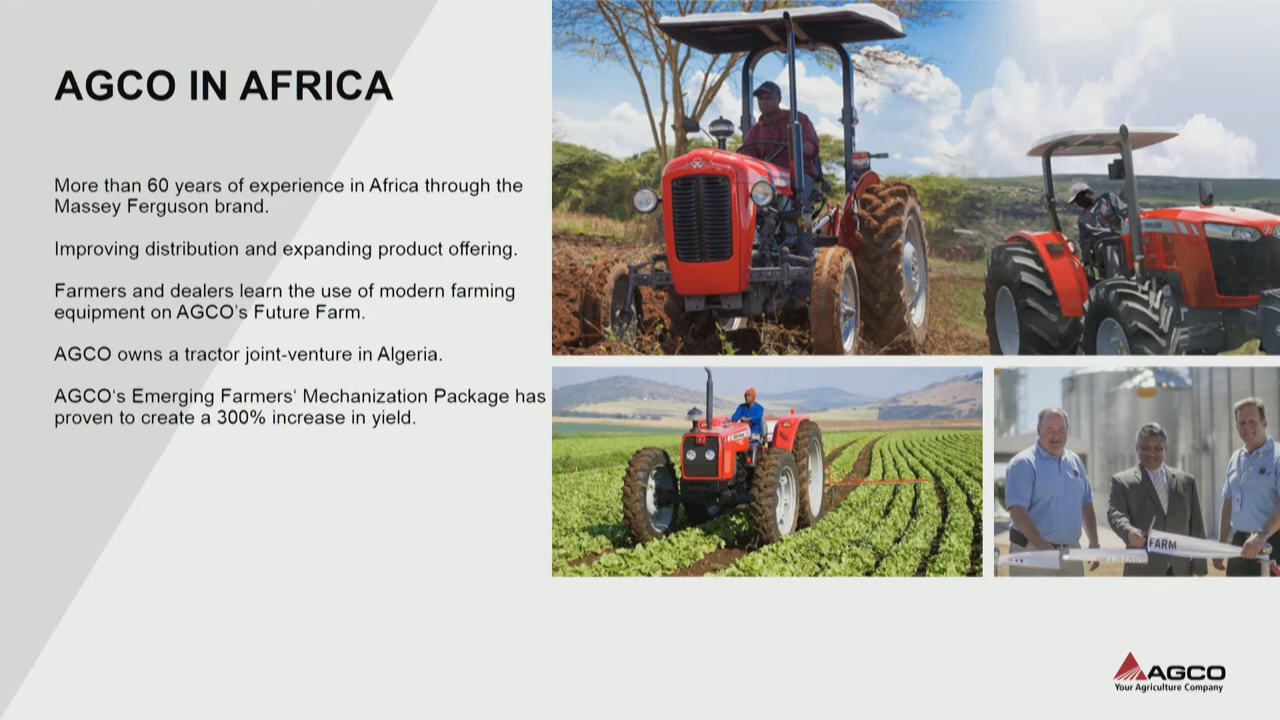 AGCO IN AFRICA
More than 60 years of experience in Africa through the
Massey Ferguson brand.
Improving distribution and expanding product offering.
Farmers and dealers learn the use of modern farming
equipment on AGCO's Future Farm.
AGCO owns a tractor joint-venture in Algeria.
AGCO‘s Emerging Farmers‘ Mechanization Package has
proven to create a 300% increase in yield.
FARM
AGCO
Your Agriculture Company